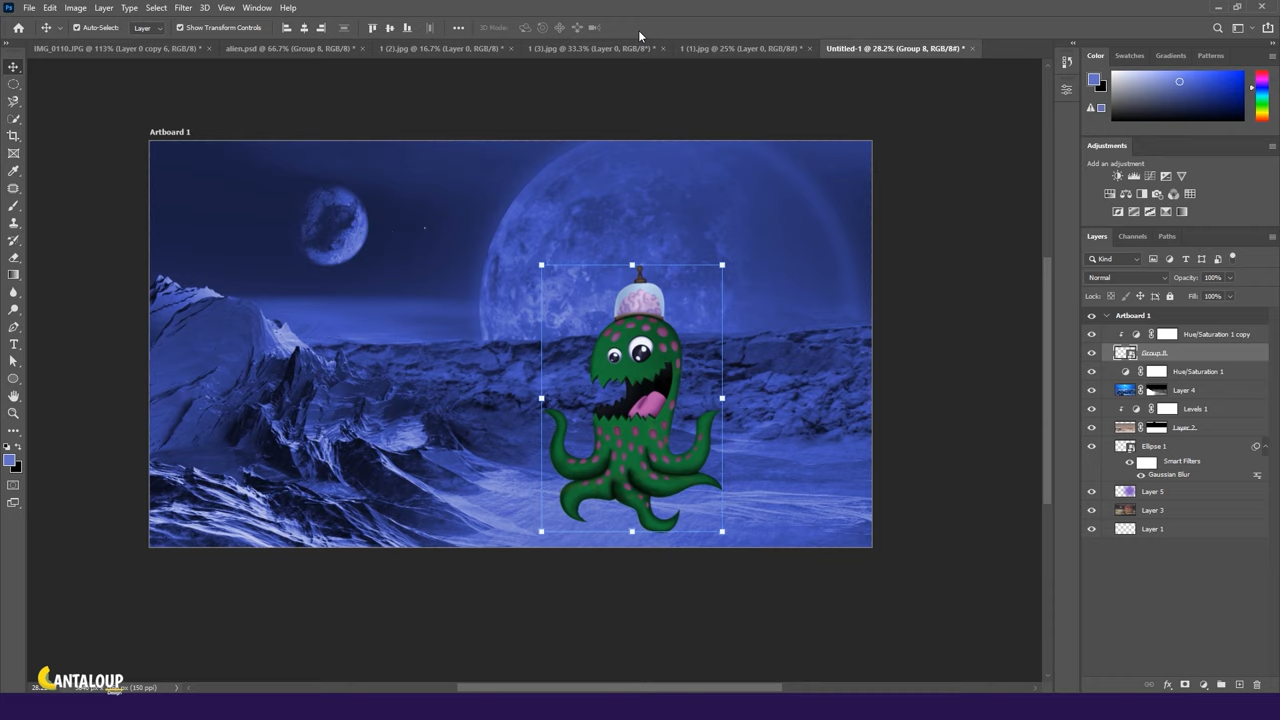 Ps File Edit Image Layer Type Select Filter 3D View Window Help
Auto-Select: Layer Show Transform Controls 3D Mode:
IMG_0110.JPG @ 113% (Layer 0 copy 6, RGB/8) * × alien.psd @ 66.7% (Group 8, RGB/8) * × 1 (2).jpg @ 16.7% (Layer 0, RGB/8) * × 1 (3).jpg @ 33.3% (Layer 0, RGB/8*) * × 1 (1).jpg @ 25% (Layer 0, RGB/8#) * × Untitled-1 @ 28.2% (Group 8, RGB/8#) * ×
Color Swatches Gradients Patterns
Artboard 1
Adjustments
Add an adjustment
Layers Channels Paths
Kind
Normal Opacity: 100%
Lock: Fill: 100%
Artboard 1
Hue/Saturation 1 copy
Group 8
Hue/Saturation 1
Layer 4
Levels 1
Layer 2
Ellipse 1
Smart Filters
Gaussian Blur
Layer 5
Layer 3
Layer 1
CANTALOUP
Design
(150 ppi)